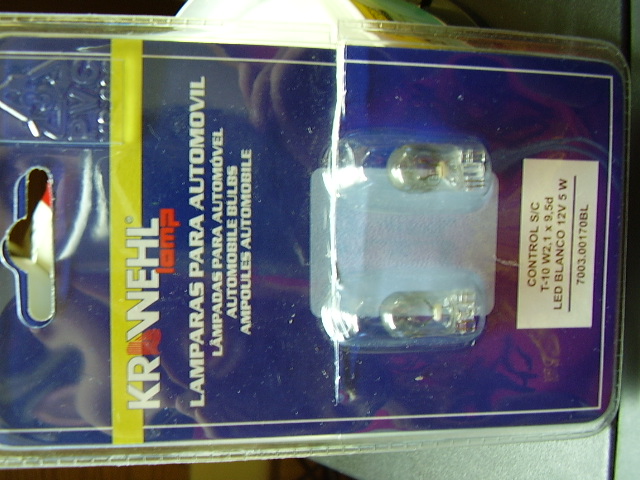 KRAWEHL®
lamp
LAMPARAS PARA AUTOMOVIL
LÂMPADAS PARA AUTOMÓVEL
AUTOMOBILE BULBS
AMPOULES AUTOMOBILE
CONTROL S/C
T-10 W2,1 x 9,5d
LED BLANCO 12V 5 W
7003.00170BL
PVC